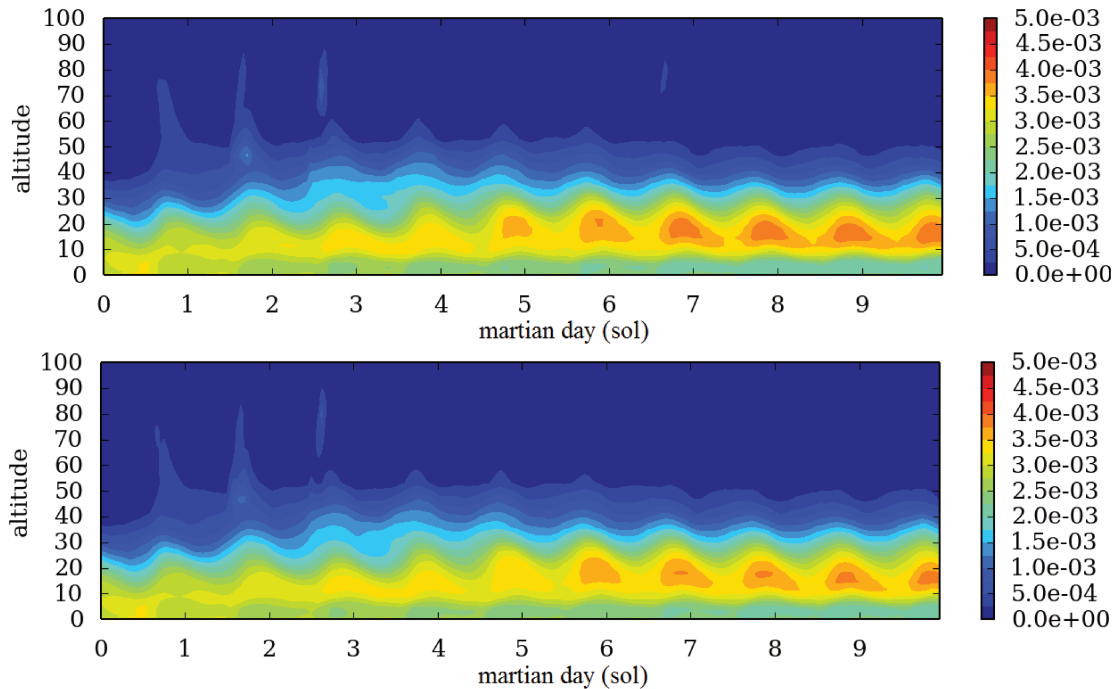 100
90
80
70
60
50
40
30
20
10
0
altitude
0 1 2 3 4 5 6 7 8 9
martian day (sol)
5.0e-03
4.5e-03
4.0e-03
3.5e-03
3.0e-03
2.5e-03
2.0e-03
1.5e-03
1.0e-03
5.0e-04
0.0e+00
100
90
80
70
60
50
40
30
20
10
0
altitude
0 1 2 3 4 5 6 7 8 9
martian day (sol)
5.0e-03
4.5e-03
4.0e-03
3.5e-03
3.0e-03
2.5e-03
2.0e-03
1.5e-03
1.0e-03
5.0e-04
0.0e+00